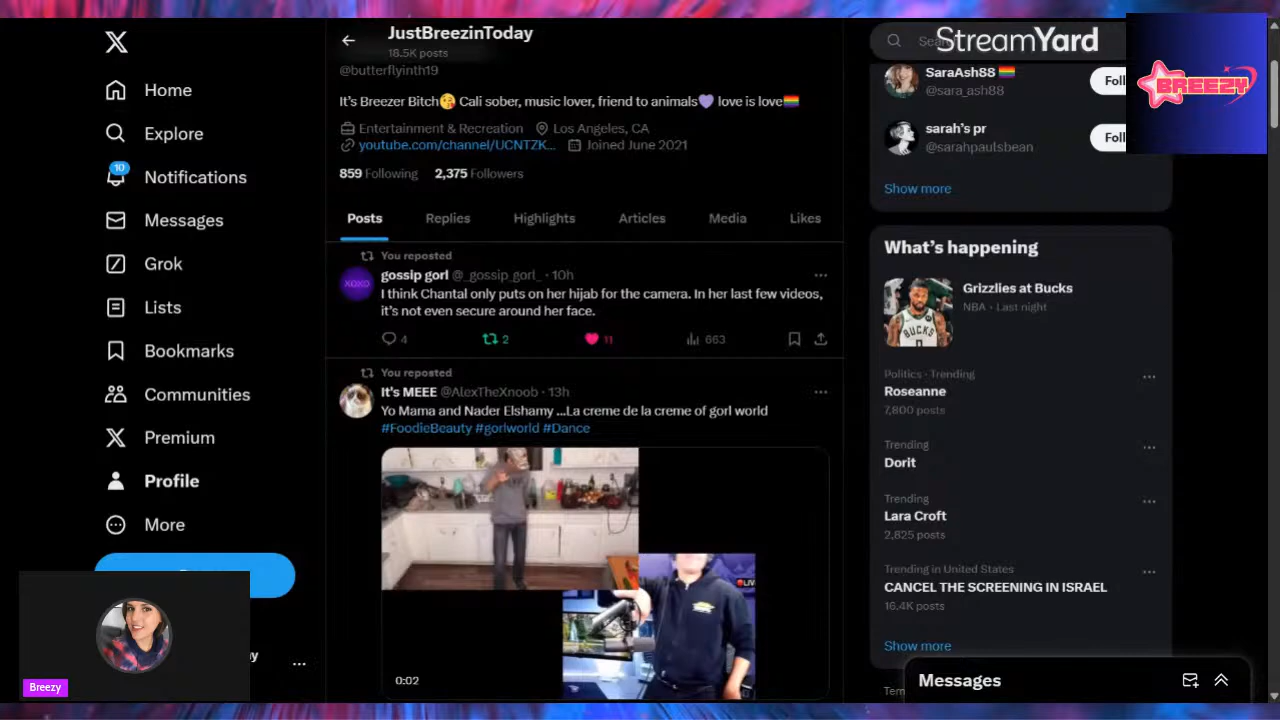 JustBreezinToday
18.5K posts
@butterflyinth19
It's Breezer Bitch😘 Cali sober, music lover, friend to animals💜 love is love🏳️‍🌈
Entertainment & Recreation Los Angeles, CA
youtube.com/channel/UCNTZK... Joined June 2021
859 Following 2,375 Followers
Posts Replies Highlights Articles Media Likes
You reposted
gossip gorl @_gossip_gorl_ · 10h
I think Chantal only puts on her hijab for the camera. In her last few videos,
it's not even secure around her face.
4 2 11 663
You reposted
It's MEEE @AlexTheXnoob · 13h
Yo Mama and Nader Elshamy ...La creme de la creme of gorl world
#FoodieBeauty #gorlworld #Dance
XOXO
LIV
0:02
Home
Explore
10
Notifications
Messages
Grok
Lists
Bookmarks
Communities
Premium
Profile
More
Breezy
StreamYard
BREEZY
SaraAsh88 🏳️‍🌈
@sara_ash88
Foll
sarah's pr
@sarahpaulsbean
Foll
Show more
What's happening
Grizzlies at Bucks
NBA · Last night
BUCKS
Politics · Trending
Roseanne
7,800 posts
Trending
Dorit
Trending
Lara Croft
2,825 posts
Trending in United States
CANCEL THE SCREENING IN ISRAEL
16.4K posts
Show more
Messages